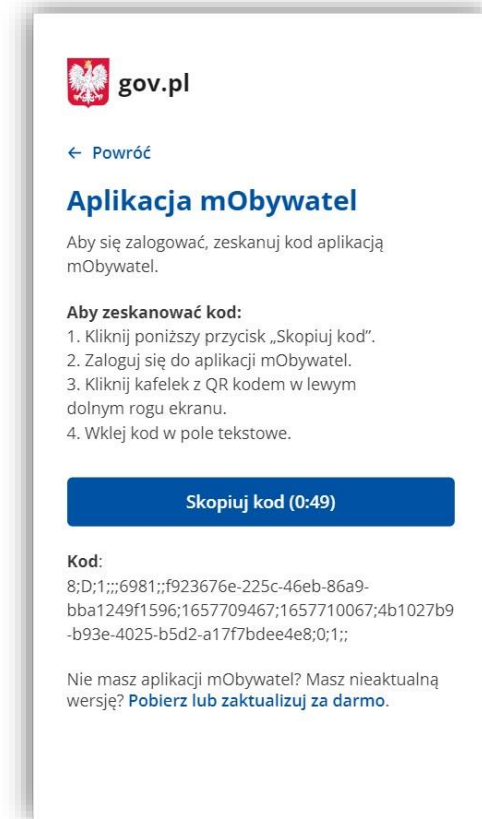 gov.pl
← Powróć
Aplikacja mObywatel
Aby się zalogować, zeskanuj kod aplikacją
mObywatel.
Aby zeskanować kod:
1. Kliknij poniższy przycisk „Skopiuj kod”.
2. Zaloguj się do aplikacji mObywatel.
3. Kliknij kafelek z QR kodem w lewym
dolnym rogu ekranu.
4. Wklej kod w pole tekstowe.
Skopiuj kod (0:49)
Kod:
8;D;1;;;6981;;f923676e-225c-46eb-86a9-
bba1249f1596;1657709467;1657710067;4b1027b9
-b93e-4025-b5d2-a17f7bdee4e8;0;1;;
Nie masz aplikacji mObywatel? Masz nieaktualną
wersję? Pobierz lub zaktualizuj za darmo.